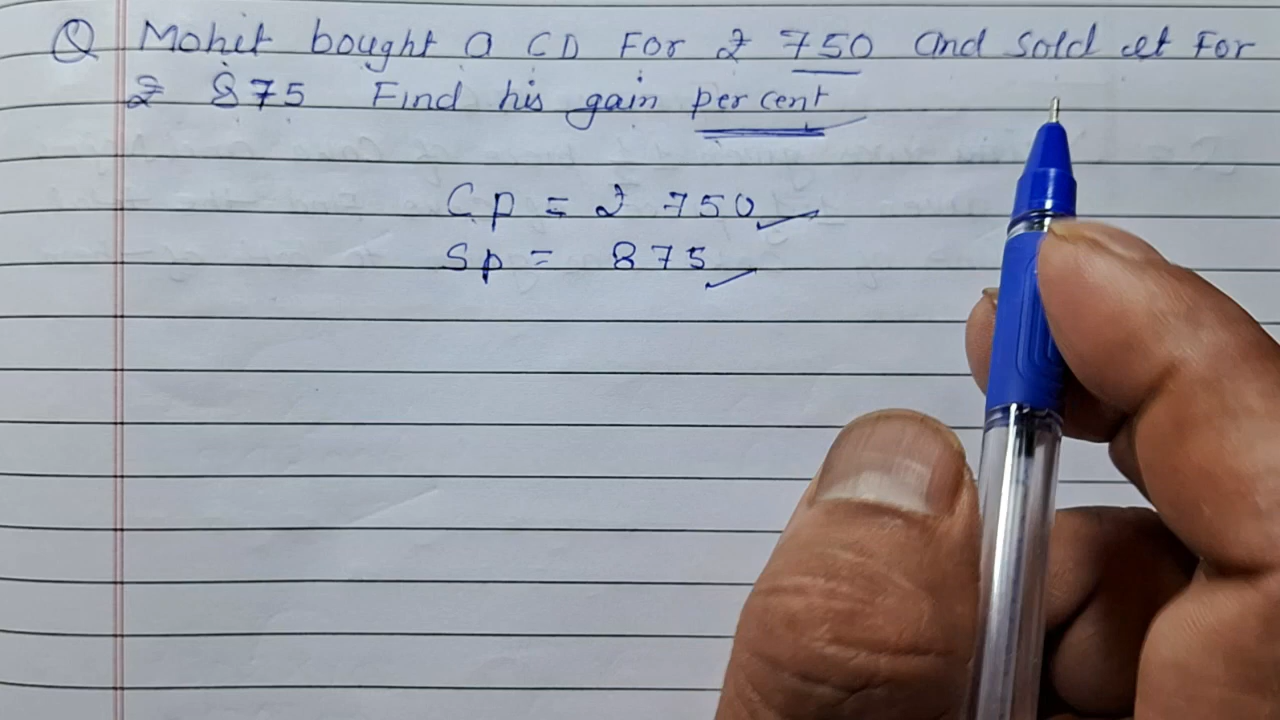 Q Mohit bought a CD For ₹ 750 and sold it For
₹ 875 Find his gain per cent
Cp = ₹ 750
Sp = 875